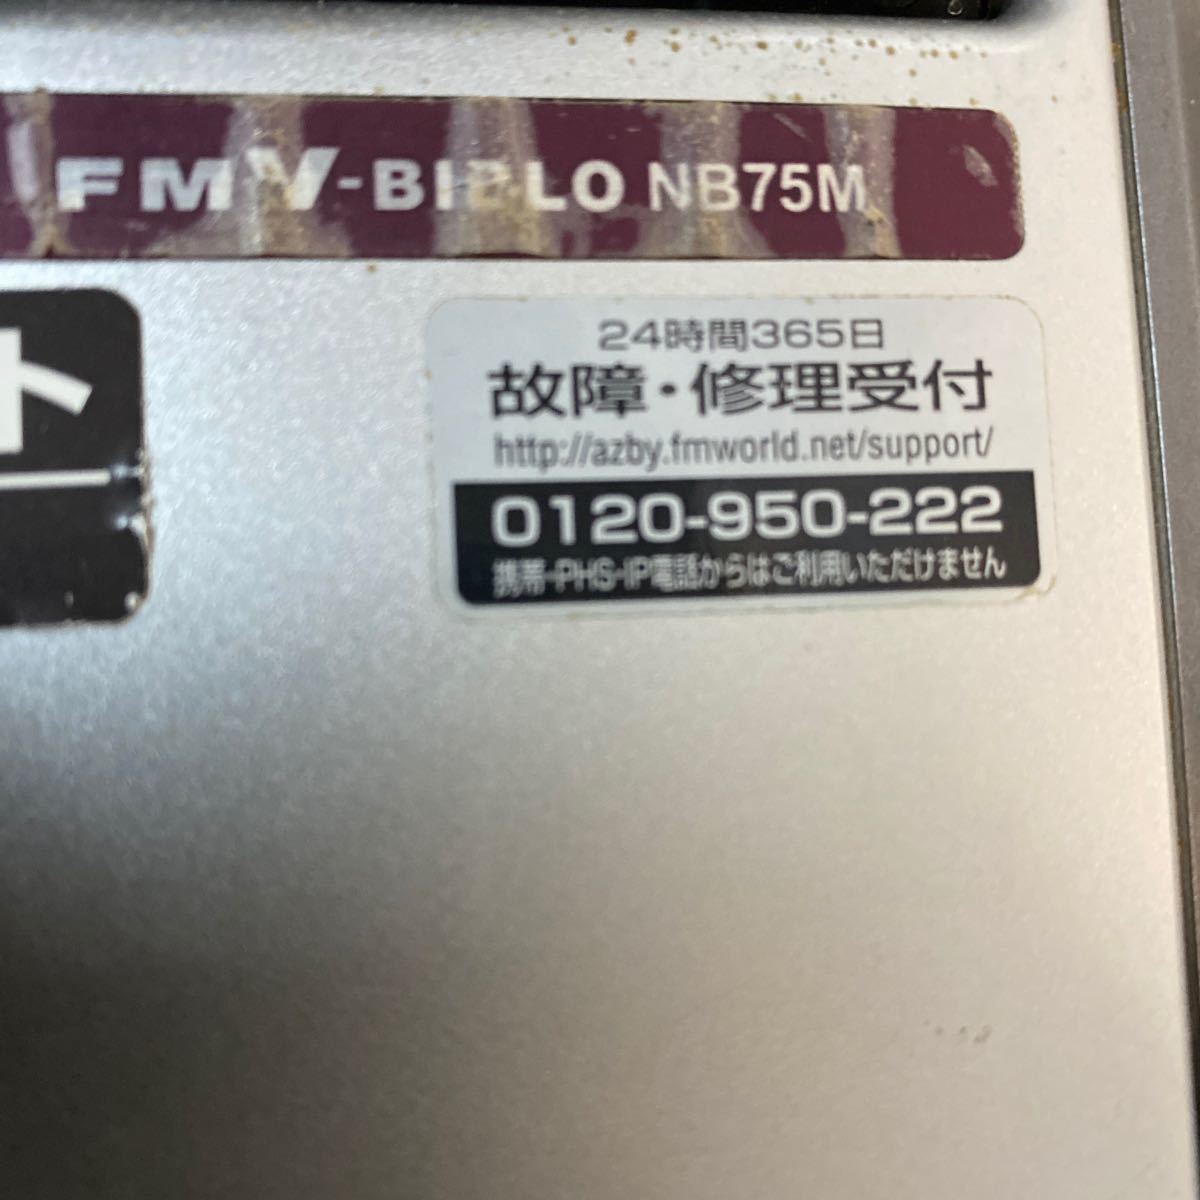 FMV-BIBLO NB75M
ト
24時間365日
故障・修理受付
http://azby.fmworld.net/support/
0120-950-222
携帯・PHS・IP電話からはご利用いただけません